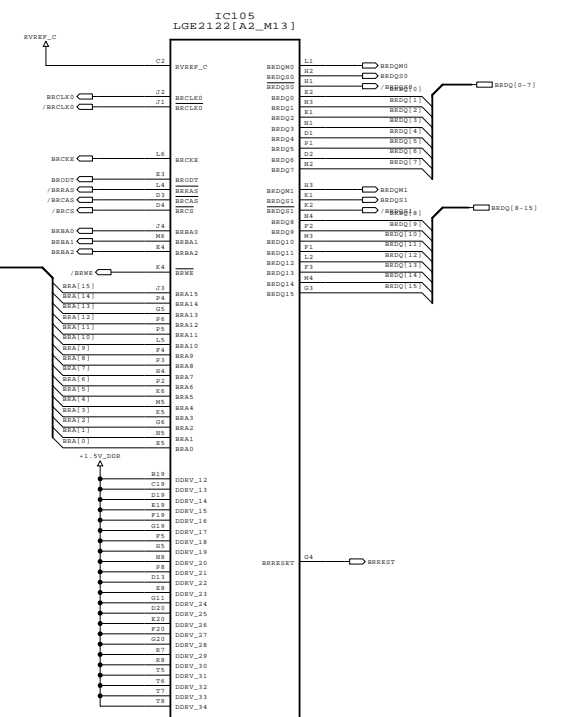 IC105
LGE2122[A2_M13]
RVREF_C
C2
RVREF_C
BRCLK0
J2
BRCLK0
/BRCLK0
J1
BRCLK0
BRCKE
L6
BRCKE
BRODT
E3
BRODT
/BRRAS
L4
BRRAS
/BRCAS
D3
BRCAS
/BRCS
D4
BRCS
BRBA0
J4
BRBA0
BRBA1
M6
BRBA1
BRBA2
E4
BRBA2
/BRWE
K4
BRWE
BRA[15]
J3
BRA15
BRA[14]
P4
BRA14
BRA[13]
G5
BRA13
BRA[12]
P6
BRA12
BRA[11]
P5
BRA11
BRA[10]
L5
BRA10
BRA[9]
F4
BRA9
BRA[8]
P3
BRA8
BRA[7]
H4
BRA7
BRA[6]
P2
BRA6
BRA[5]
K6
BRA5
BRA[4]
M5
BRA4
BRA[3]
K5
BRA3
BRA[2]
G6
BRA2
BRA[1]
N5
BRA1
BRA[0]
E5
BRA0
+1.5V_DDR
B19
DDRV_12
C19
DDRV_13
D19
DDRV_14
E19
DDRV_15
F19
DDRV_16
G19
DDRV_17
F5
DDRV_18
H5
DDRV_19
N8
DDRV_20
P8
DDRV_21
D13
DDRV_22
E8
DDRV_23
G11
DDRV_24
D20
DDRV_25
E20
DDRV_26
F20
DDRV_27
G20
DDRV_28
R7
DDRV_29
R8
DDRV_30
T5
DDRV_31
T6
DDRV_32
T7
DDRV_33
T8
DDRV_34
BRDQM0
L1
BRDQM0
BRDQS0
H2
BRDQS0
BRDQS0
H1
/BRDQS0
BRDQ0
E2
BRDQ[0]
BRDQ1
N3
BRDQ[1]
BRDQ2
E1
BRDQ[2]
BRDQ3
N1
BRDQ[3]
BRDQ4
D1
BRDQ[4]
BRDQ5
P1
BRDQ[5]
BRDQ6
D2
BRDQ[6]
BRDQ7
N2
BRDQ[7]
BRDQ[0-7]
BRDQM1
H3
BRDQM1
BRDQS1
K1
BRDQS1
BRDQS1
K2
/BRDQS1
BRDQ8
N4
BRDQ[8]
BRDQ9
F2
BRDQ[9]
BRDQ10
M3
BRDQ[10]
BRDQ11
F1
BRDQ[11]
BRDQ12
L2
BRDQ[12]
BRDQ13
F3
BRDQ[13]
BRDQ14
M4
BRDQ[14]
BRDQ15
G3
BRDQ[15]
BRDQ[8-15]
BRRESET
G4
BRREST